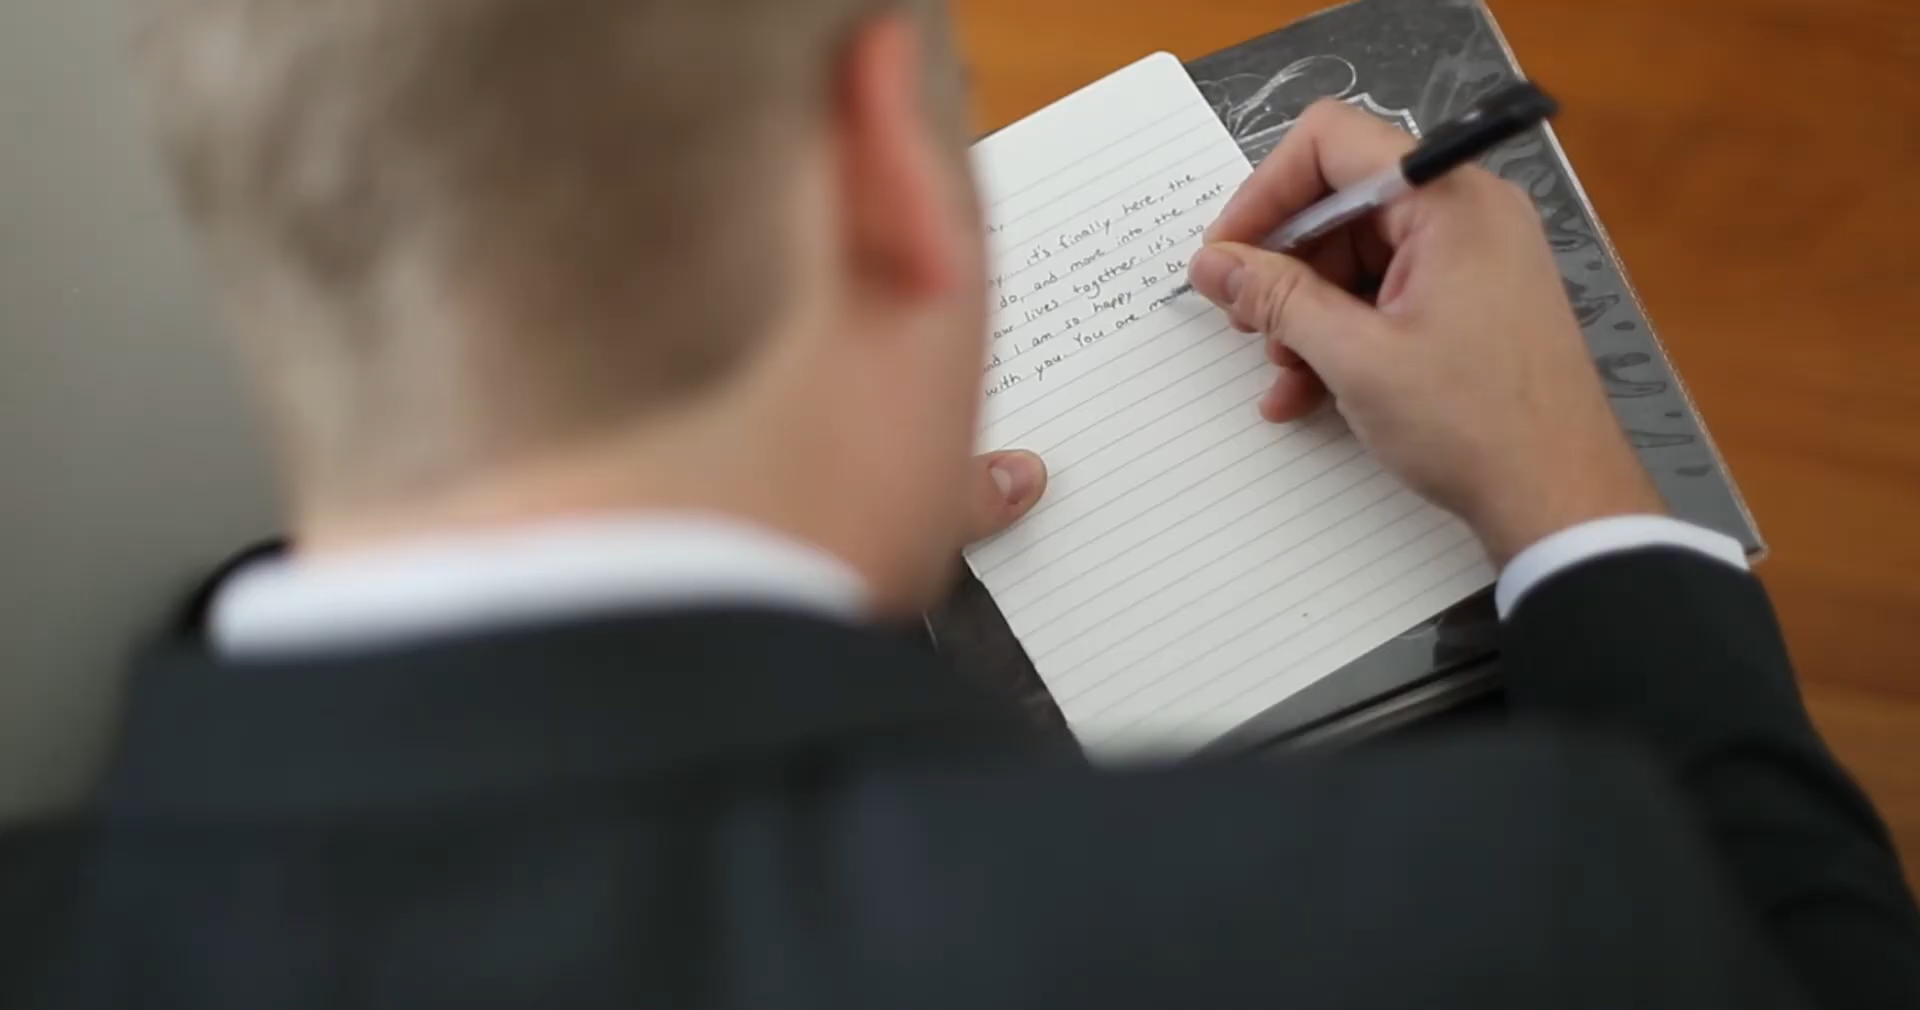 a,
y... it's finally here, the
do, and move into the next
our lives together. It's so
nd I am so happy to be
with you. You are m